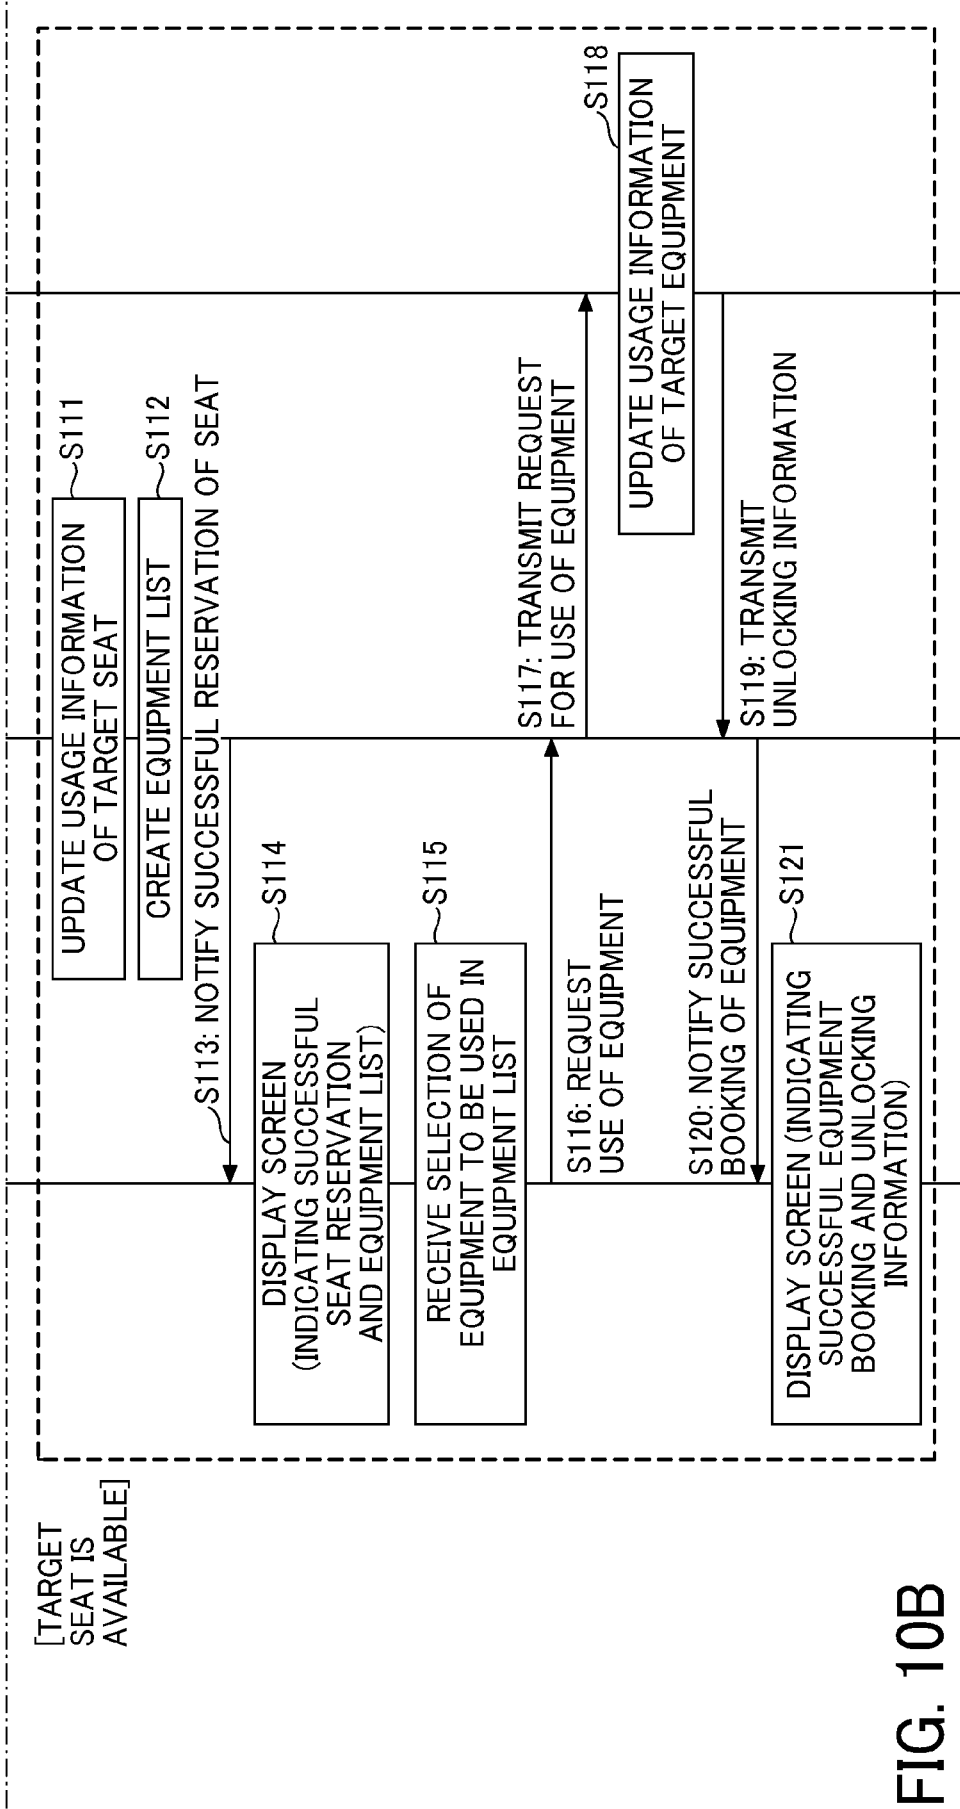 [TARGET
SEAT IS
AVAILABLE]
UPDATE USAGE INFORMATION
OF TARGET SEAT
S111
CREATE EQUIPMENT LIST
S112
S113: NOTIFY SUCCESSFUL RESERVATION OF SEAT
DISPLAY SCREEN
(INDICATING SUCCESSFUL
SEAT RESERVATION
AND EQUIPMENT LIST)
S114
RECEIVE SELECTION OF
EQUIPMENT TO BE USED IN
EQUIPMENT LIST
S115
S116: REQUEST
USE OF EQUIPMENT
S117: TRANSMIT REQUEST
FOR USE OF EQUIPMENT
S118
UPDATE USAGE INFORMATION
OF TARGET EQUIPMENT
S119: TRANSMIT
UNLOCKING INFORMATION
S120: NOTIFY SUCCESSFUL
BOOKING OF EQUIPMENT
DISPLAY SCREEN (INDICATING
SUCCESSFUL EQUIPMENT
BOOKING AND UNLOCKING
INFORMATION)
S121
FIG. 10B